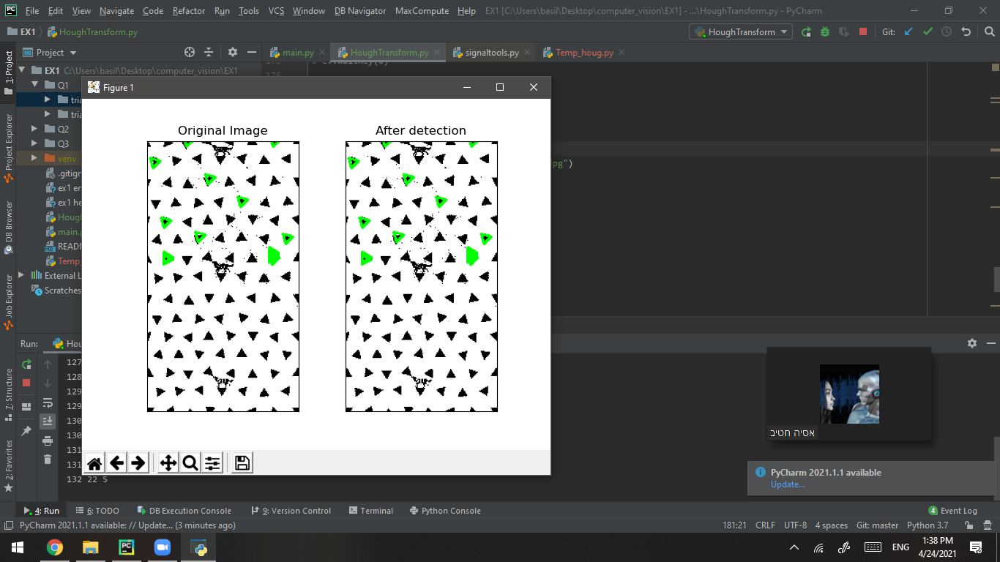 File Edit View Navigate Code Refactor Run Tools VCS Window DB Navigator MaxCompute Help EX1 [C:\Users\basil\Desktop\computer_vision\EX1] - ...\HoughTransform.py - PyCharm
EX1 HoughTransform.py HoughTransform Git:
Project main.py HoughTransform.py signaltools.py Temp_houg.py
EX1 C:\Users\basil\Desktop\computer_vision\EX1
176
Q1
Figure 1
tria
tria
Q2
Q3
venv
.gitign
ex1 en
ex1 he
Hough
main.p
READM
Temp_
External L
Scratches
Original Image After detection
pg")
1: Project
Project Explorer
DB Browser
Job Explorer
7: Structure
2: Favorites
Run: Hou
127
128
129
129
130
130
131
131
132 22 5
אסיה חטיב
PyCharm 2021.1.1 available
Update...
4: Run 6: TODO DB Execution Console 9: Version Control Terminal Python Console 4 Event Log
PyCharm 2021.1.1 available: // Update... (3 minutes ago) 181:21 CRLF UTF-8 4 spaces Git: master Python 3.7
ENG 1:38 PM
4/24/2021